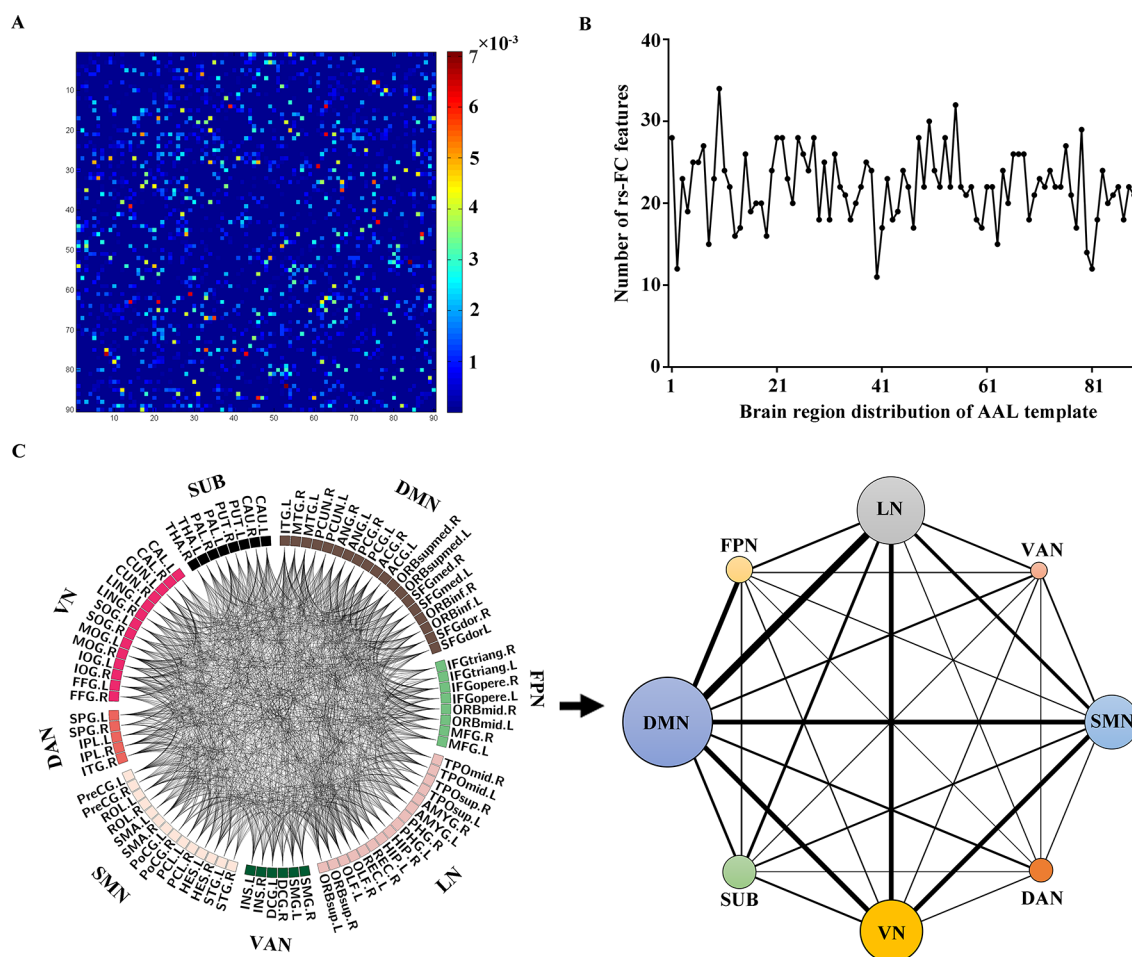 A
×10-3
7
6
5
4
3
2
1
10
20
30
40
50
60
70
80
90
10 20 30 40 50 60 70 80 90
B
Number of rs-FC features
40
30
20
10
0
1 21 41 61 81
Brain region distribution of AAL template
C
SUB
CAU.L
CAU.R
PUT.L
PUT.R
PAL.L
PAL.R
THA.L
THA.R
DMN
ITG.L
MTG.R
MTG.L
PCUN.R
PCUN.L
ANG.R
ANG.L
PCG.R
PCG.L
ACG.R
ACG.L
ORBsupmed.R
ORBsupmed.L
SFGmed.R
SFGmed.L
ORBinf.R
ORBinf.L
SFGdor.R
SFGdorL
FPN
IFGtriang.R
IFGtriang.L
IFGopere.R
IFGopere.L
ORBmid.R
ORBmid.L
MFG.R
MFG.L
LN
TPOmid.R
TPOmid.L
TPOsup.R
TPOsup.L
AMYG.R
AMYG.L
PHG.R
PHG.L
HIP.R
HIP.L
REC.R
REC.L
OLF.R
OLF.L
ORBsup.R
ORBsup.L
VAN
SMG.R
SMG.L
DCG.R
DCG.L
INS.R
INS.L
SMN
STG.R
STG.L
HES.R
HES.L
PCL.R
PCL.L
PoCG.R
PoCG.L
SMA.R
SMA.L
ROL.R
ROL.L
PreCG.R
PreCG.L
DAN
ITG.R
IPL.R
IPL.L
SPG.R
SPG.L
VN
FFG.R
FFG.L
IOG.R
IOG.L
MOG.R
MOG.L
SOG.R
SOG.L
LING.R
LING.L
CUN.R
CUN.L
CAL.R
CAL.L
LN
FPN
VAN
DMN
SMN
SUB
DAN
VN